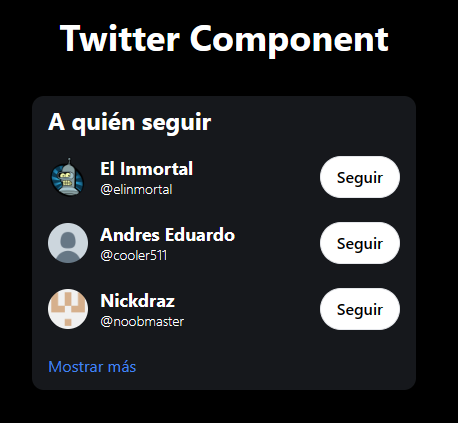 Twitter Component
A quién seguir
El Inmortal
@elinmortal
Seguir
Andres Eduardo
@cooler511
Seguir
Nickdraz
@noobmaster
Seguir
Mostrar más